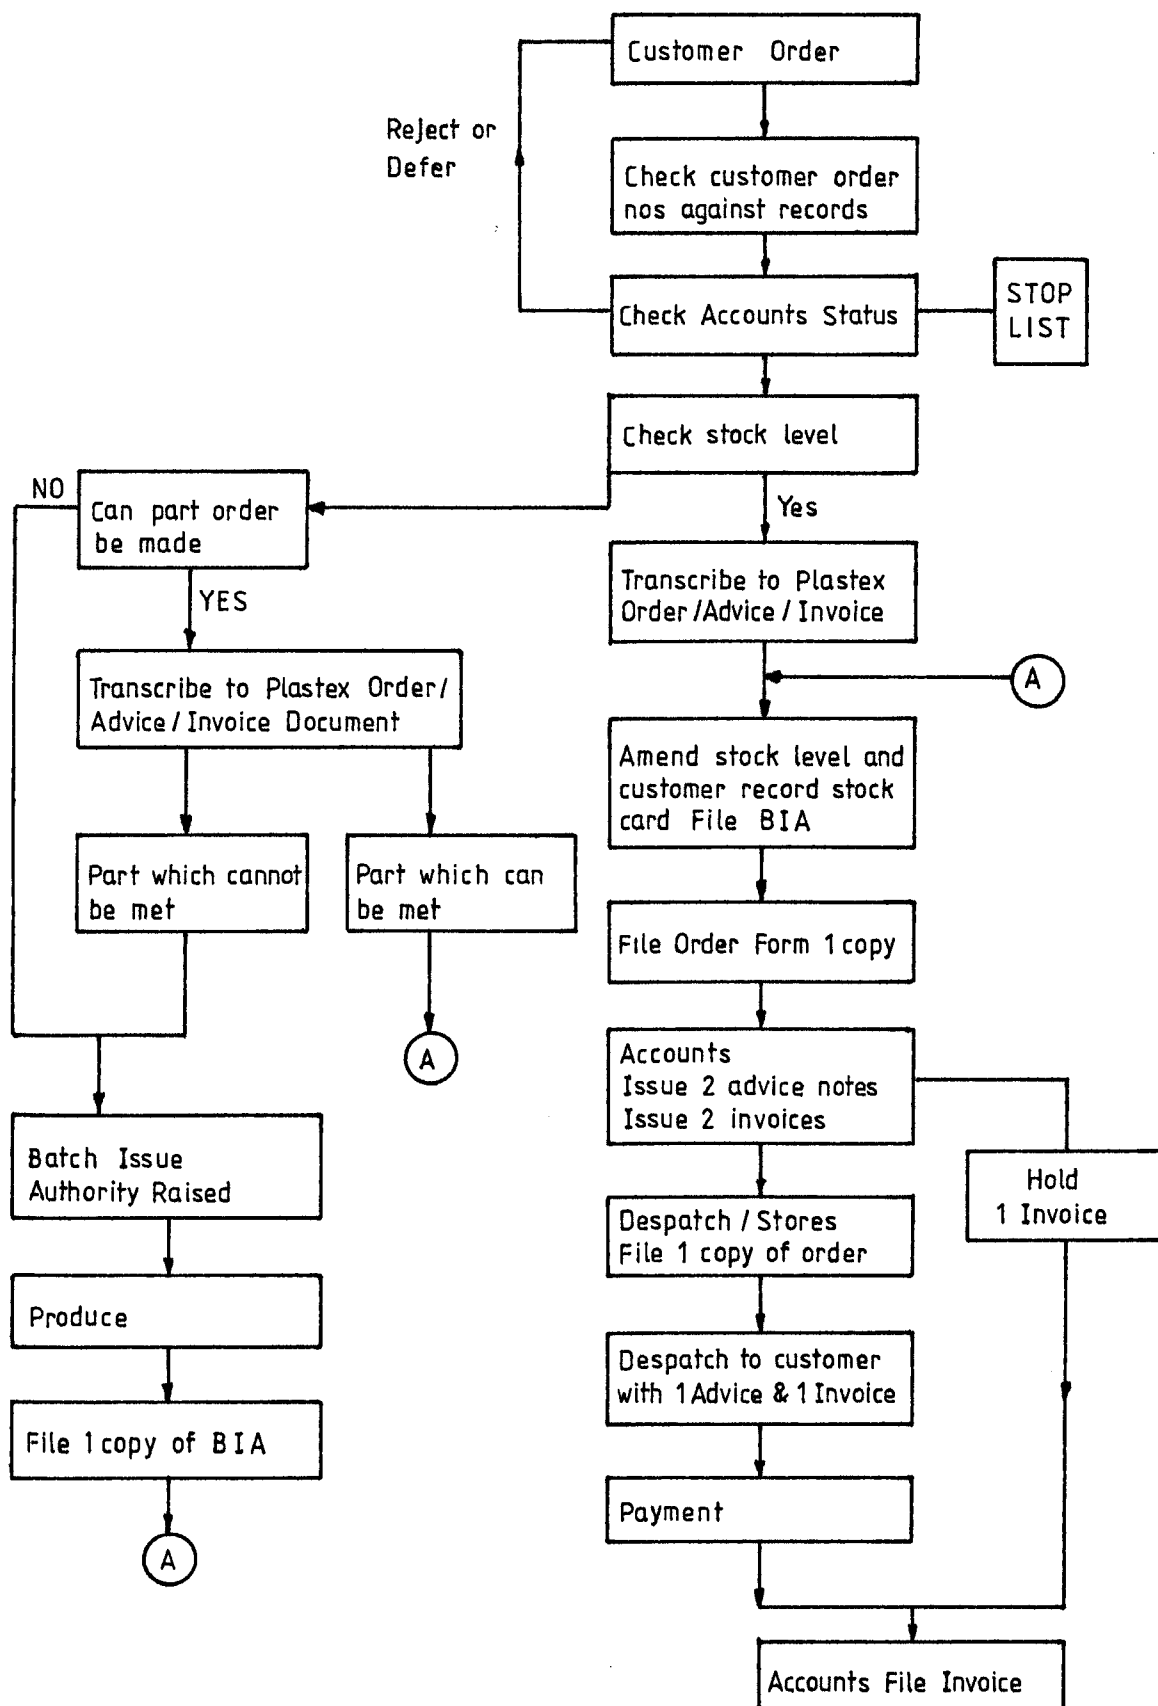 Customer Order
Reject or
Defer
Check customer order
nos against records
Check Accounts Status
STOP
LIST
Check stock level
NO
Can part order
be made
Yes
YES
Transcribe to Plastex
Order/Advice/Invoice
A
Transcribe to Plastex Order/
Advice/Invoice Document
Amend stock level and
customer record stock
card File BIA
Part which cannot
be met
Part which can
be met
File Order Form 1 copy
A
Accounts
Issue 2 advice notes
Issue 2 invoices
Batch Issue
Authority Raised
Hold
1 Invoice
Despatch / Stores
File 1 copy of order
Produce
Despatch to customer
with 1 Advice & 1 Invoice
File 1 copy of BIA
Payment
A
Accounts File Invoice